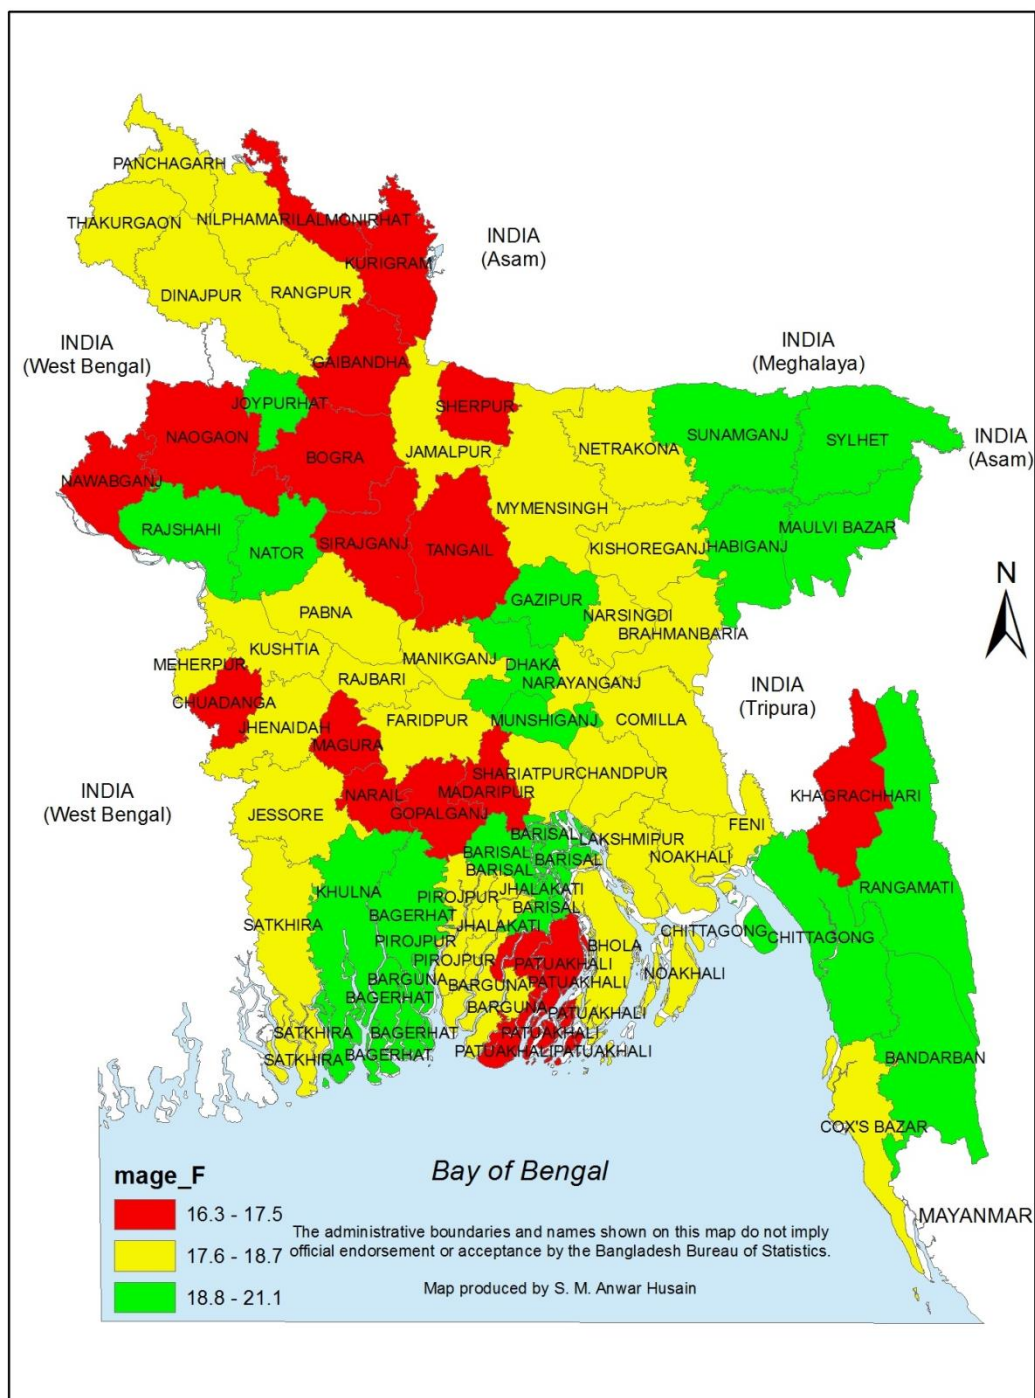 PANCHAGARH
THAKURGAON
NILPHAMARI
LALMONIRHAT
INDIA
(Asam)
KURIGRAM
DINAJPUR
RANGPUR
INDIA
(West Bengal)
GAIBANDHA
INDIA
(Meghalaya)
JOYPURHAT
SHERPUR
NAOGAON
SUNAMGANJ
SYLHET
INDIA
(Asam)
BOGRA
JAMALPUR
NETRAKONA
NAWABGANJ
MYMENSINGH
RAJSHAHI
MAULVI BAZAR
NATOR
SIRAJGANJ
TANGAIL
KISHOREGANJ
HABIGANJ
N
GAZIPUR
PABNA
NARSINGDI
BRAHMANBARIA
KUSHTIA
MEHERPUR
MANIKGANJ
DHAKA
RAJBARI
NARAYANGANJ
INDIA
(Tripura)
CHUADANGA
JHENAIDAH
FARIDPUR
MUNSHIGANJ
COMILLA
MAGURA
SHARIATPUR
CHANDPUR
INDIA
(West Bengal)
NARAIL
MADARIPUR
KHAGRACHHARI
JESSORE
GOPALGANJ
FENI
BARISAL
LAKSHMIPUR
BARISAL
BARISAL
NOAKHALI
BARISAL
KHULNA
JHALAKATI
RANGAMATI
PIROJPUR
BARISAL
BAGERHAT
SATKHIRA
JHALAKATI
CHITTAGONG
CHITTAGONG
PIROJPUR
BHOLA
PIROJPUR
PATUAKHALI
NOAKHALI
BARGUNA
BARGUNA
PATUAKHALI
BAGERHAT
BARGUNA
PATUAKHALI
SATKHIRA
BAGERHAT
PATUAKHALI
SATKHIRA
BAGERHAT
PATUAKHALI
PATUAKHALI
BANDARBAN
COX'S BAZAR
Bay of Bengal
mage_F
16.3 - 17.5
17.6 - 18.7
18.8 - 21.1
The administrative boundaries and names shown on this map do not imply
official endorsement or acceptance by the Bangladesh Bureau of Statistics.
Map produced by S. M. Anwar Husain
MAYANMAR